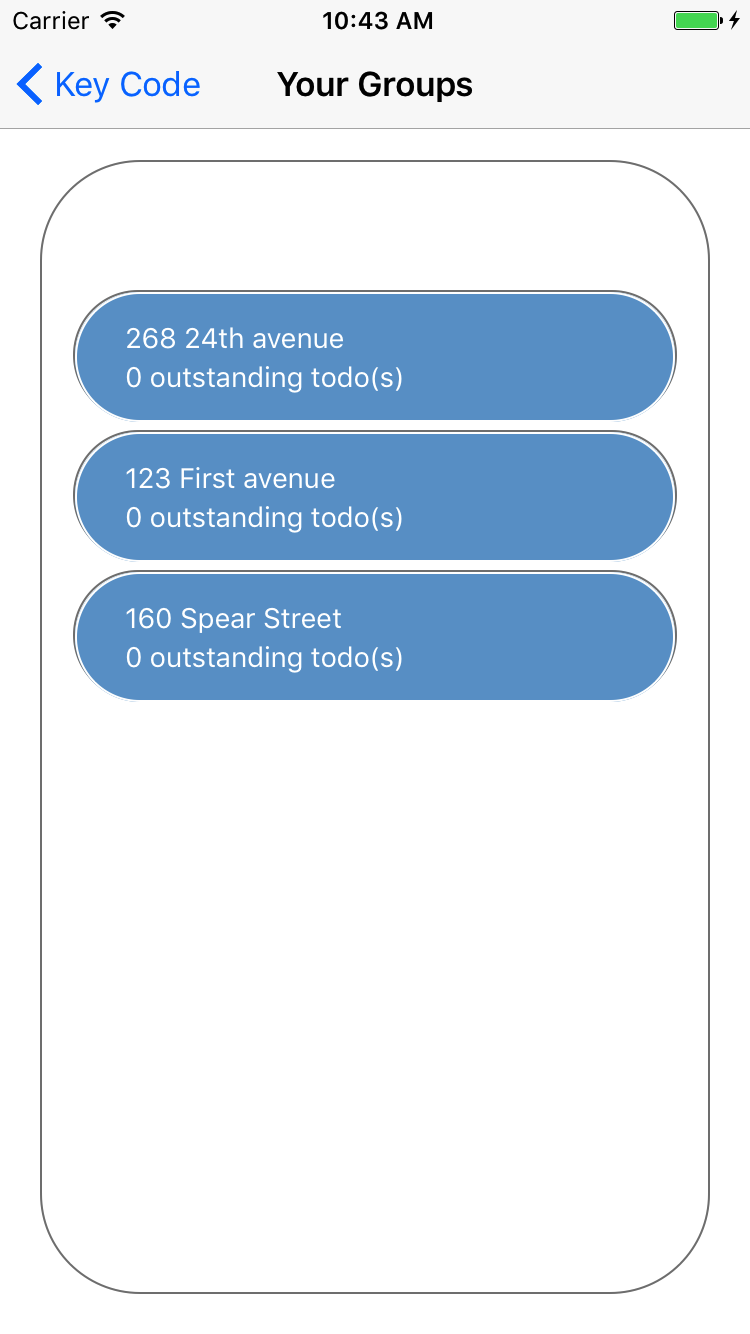 Carrier 10:43 AM
Key Code Your Groups
268 24th avenue
0 outstanding todo(s)
123 First avenue
0 outstanding todo(s)
160 Spear Street
0 outstanding todo(s)